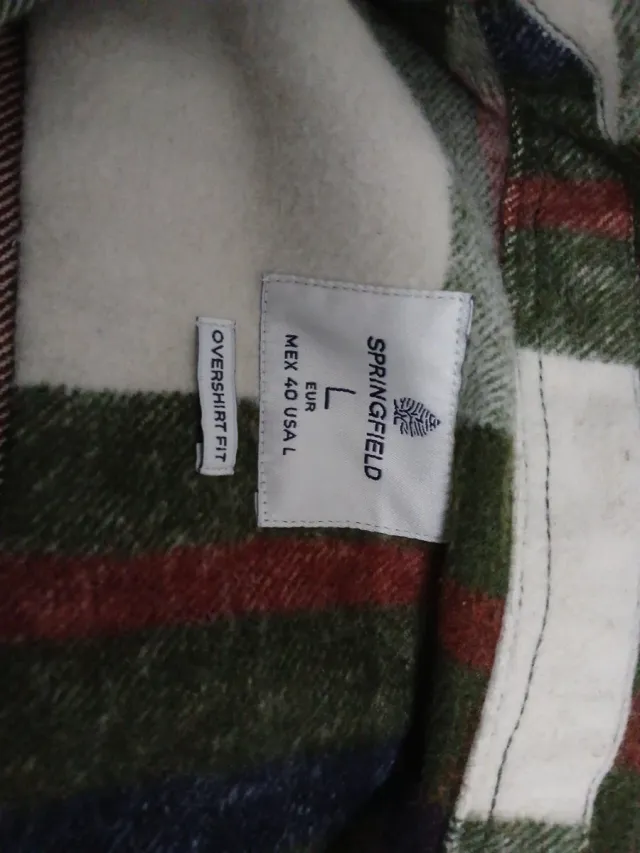 SPRINGFIELD
L
EUR
MEX 40 USA L
OVERSHIRT FIT